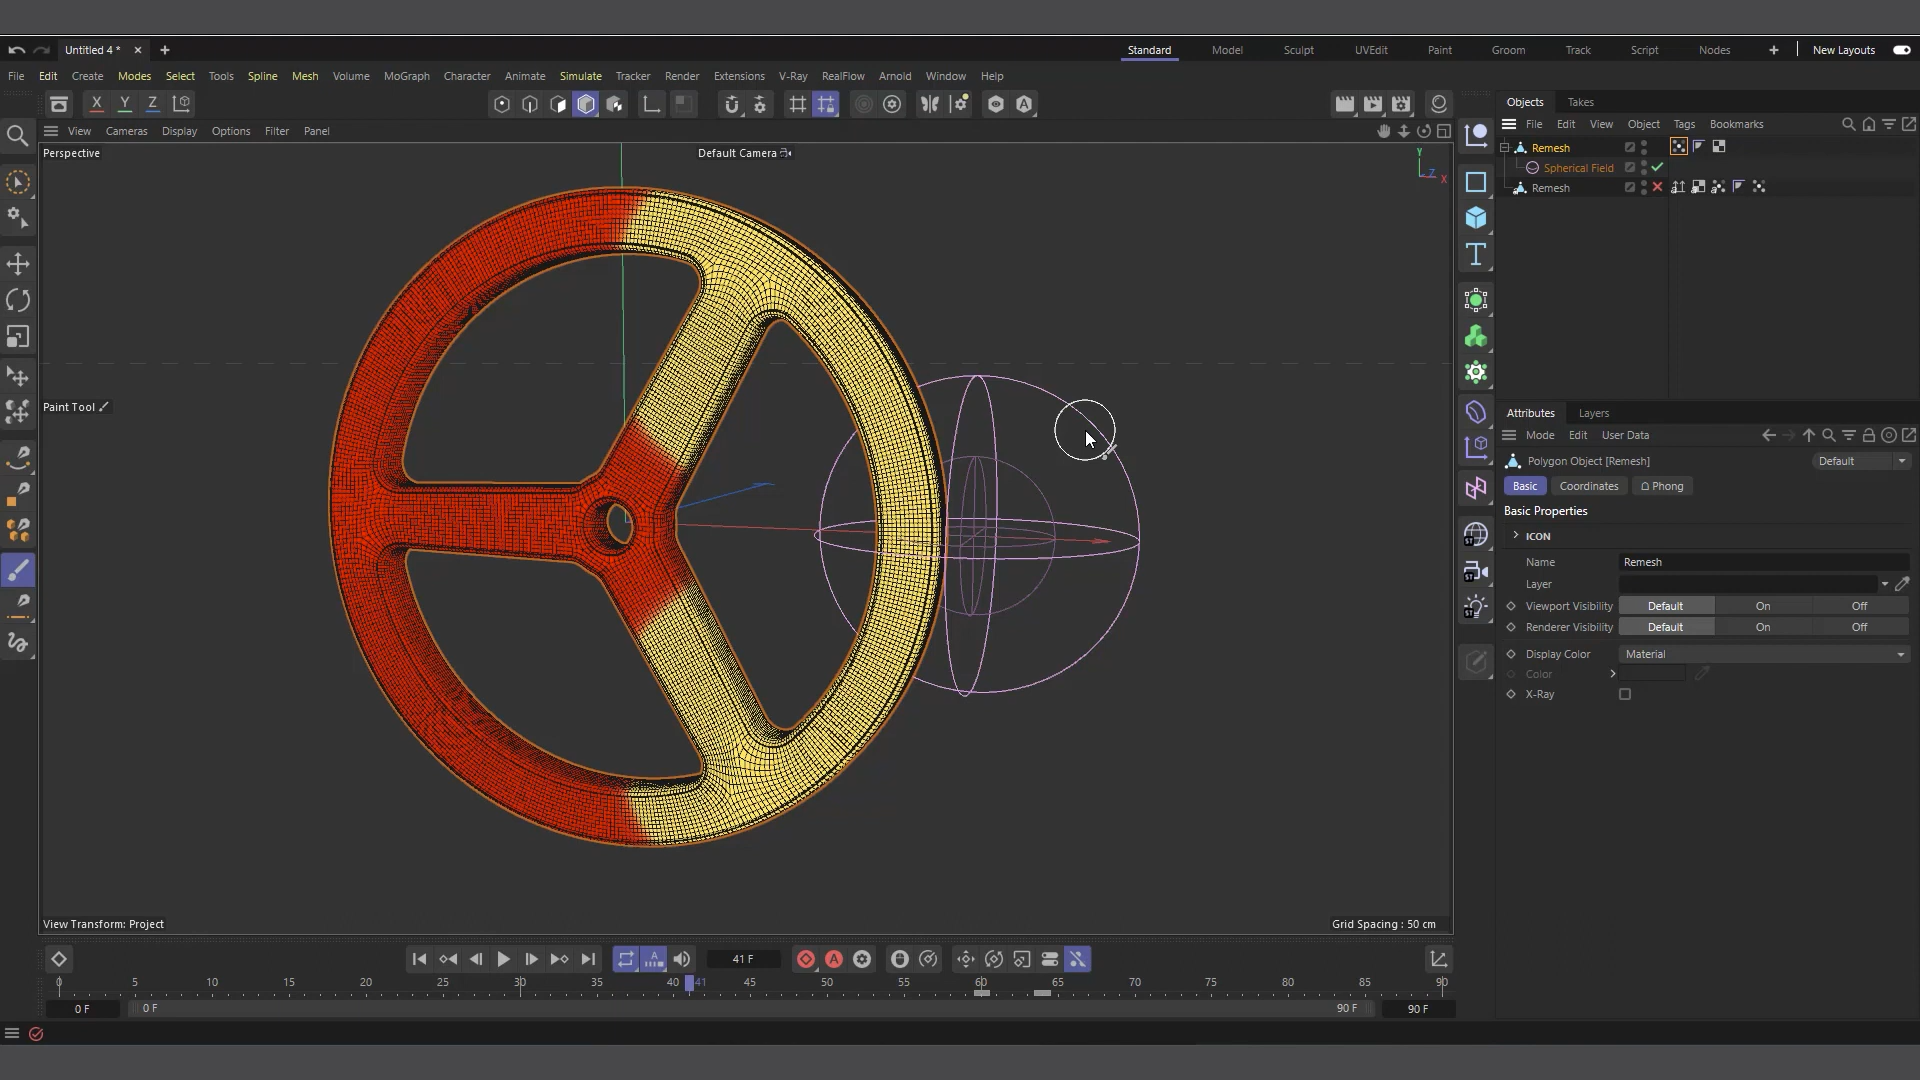 Untitled 4 *
Standard Model Sculpt UVEdit Paint Groom Track Script Nodes New Layouts
File Edit Create Modes Select Tools Spline Mesh Volume MoGraph Character Animate Simulate Tracker Render Extensions V-Ray RealFlow Arnold Window Help
X Y Z
Objects Takes
File Edit View Object Tags Bookmarks
View Cameras Display Options Filter Panel
Perspective
Default Camera
Y
Z
X
Remesh
Spherical Field
Remesh
Paint Tool
Attributes Layers
Mode Edit User Data
Polygon Object [Remesh]
Default
Basic Coordinates Phong
Basic Properties
ICON
Name Remesh
Layer
Viewport Visibility Default On Off
Renderer Visibility Default On Off
Display Color Material
Color
X-Ray
View Transform: Project
Grid Spacing : 50 cm
41 F
0 5 10 15 20 25 30 35 40 41 45 50 55 60 65 70 75 80 85 90
0 F 0 F 90 F 90 F